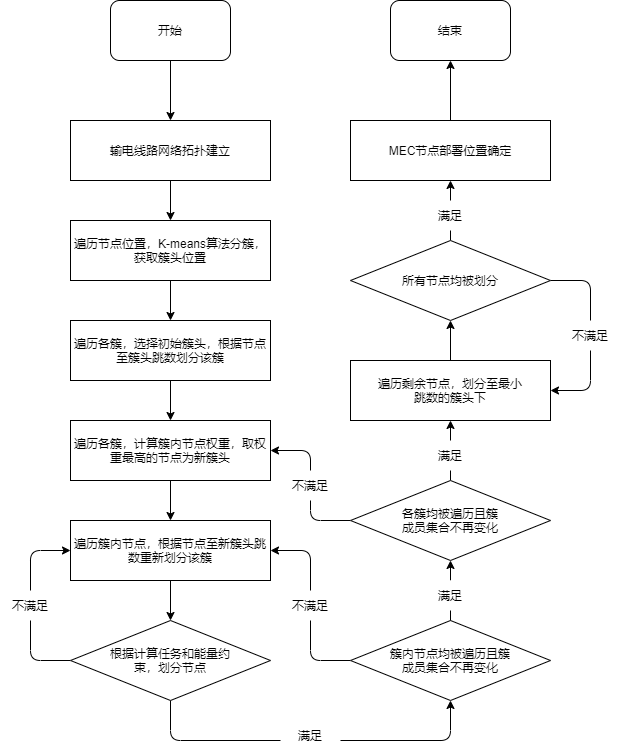 开始
输电线路网络拓扑建立
遍历节点位置，K-means算法分簇，
获取簇头位置
遍历各簇，选择初始簇头，根据节点
至簇头跳数划分该簇
遍历各簇，计算簇内节点权重，取权
重最高的节点为新簇头
遍历簇内节点，根据节点至新簇头跳
数重新划分该簇
不满足
根据计算任务和能量约
束，划分节点
满足
簇内节点均被遍历且簇
成员集合不再变化
不满足
满足
各簇均被遍历且簇
成员集合不再变化
不满足
满足
遍历剩余节点，划分至最小
跳数的簇头下
所有节点均被划分
不满足
满足
MEC节点部署位置确定
结束